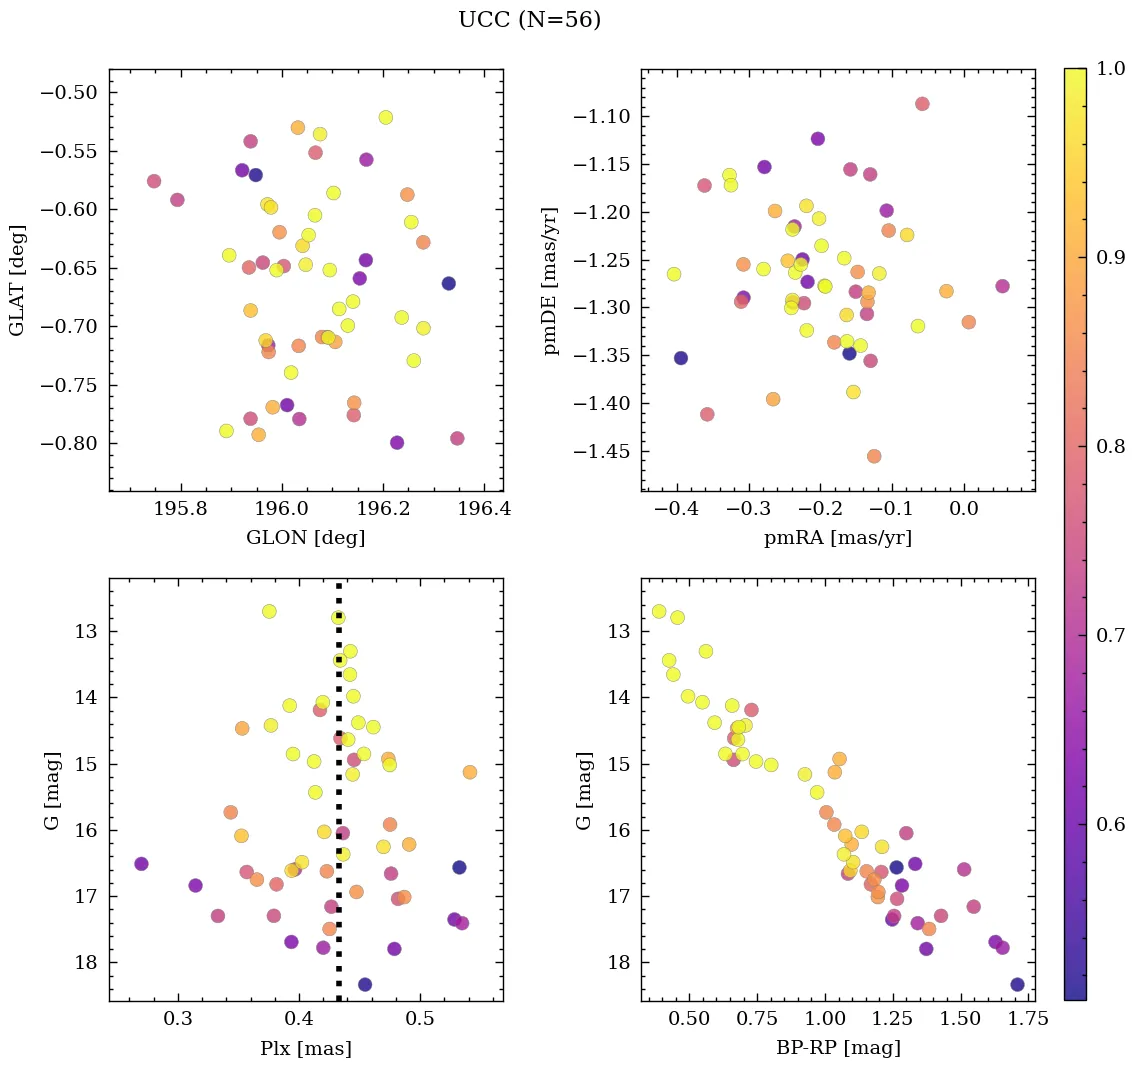 UCC (N=56)
−0.50
−0.55
−0.60
−0.65
−0.70
−0.75
−0.80
GLAT [deg]
195.8 196.0 196.2 196.4
GLON [deg]
−1.10
−1.15
−1.20
−1.25
−1.30
−1.35
−1.40
−1.45
pmDE [mas/yr]
−0.4 −0.3 −0.2 −0.1 0.0
pmRA [mas/yr]
13
14
15
16
17
18
G [mag]
0.3 0.4 0.5
Plx [mas]
13
14
15
16
17
18
G [mag]
0.50 0.75 1.00 1.25 1.50 1.75
BP-RP [mag]
1.0
0.9
0.8
0.7
0.6